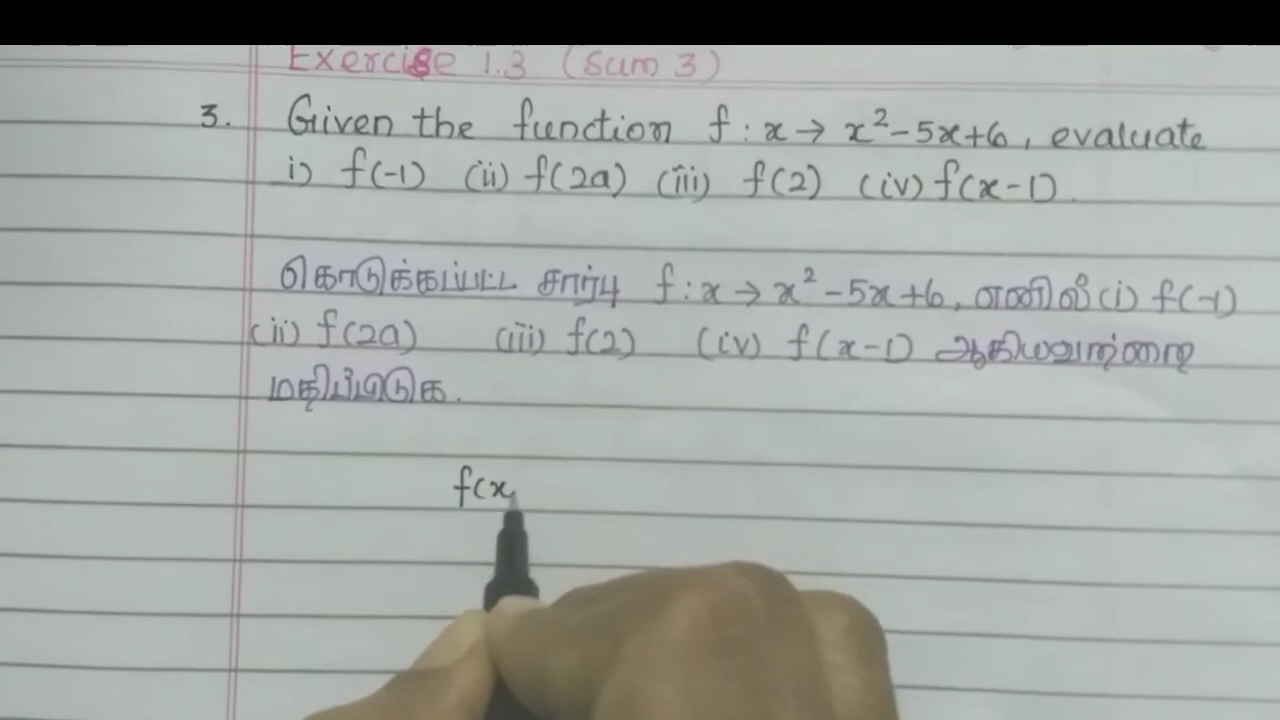 Exercise 1.3 (Sum 3)
3. Given the function f : x → x² - 5x + 6, evaluate
i) f(-1) (ii) f(2a) (iii) f(2) (iv) f(x-1)
கொடுக்கப்பட்ட சார்பு f : x → x² - 5x + 6, எனில் (i) f(-1)
(ii) f(2a) (iii) f(2) (iv) f(x-1) ஆகியவற்றை
மதிப்பிடுக.
f(x